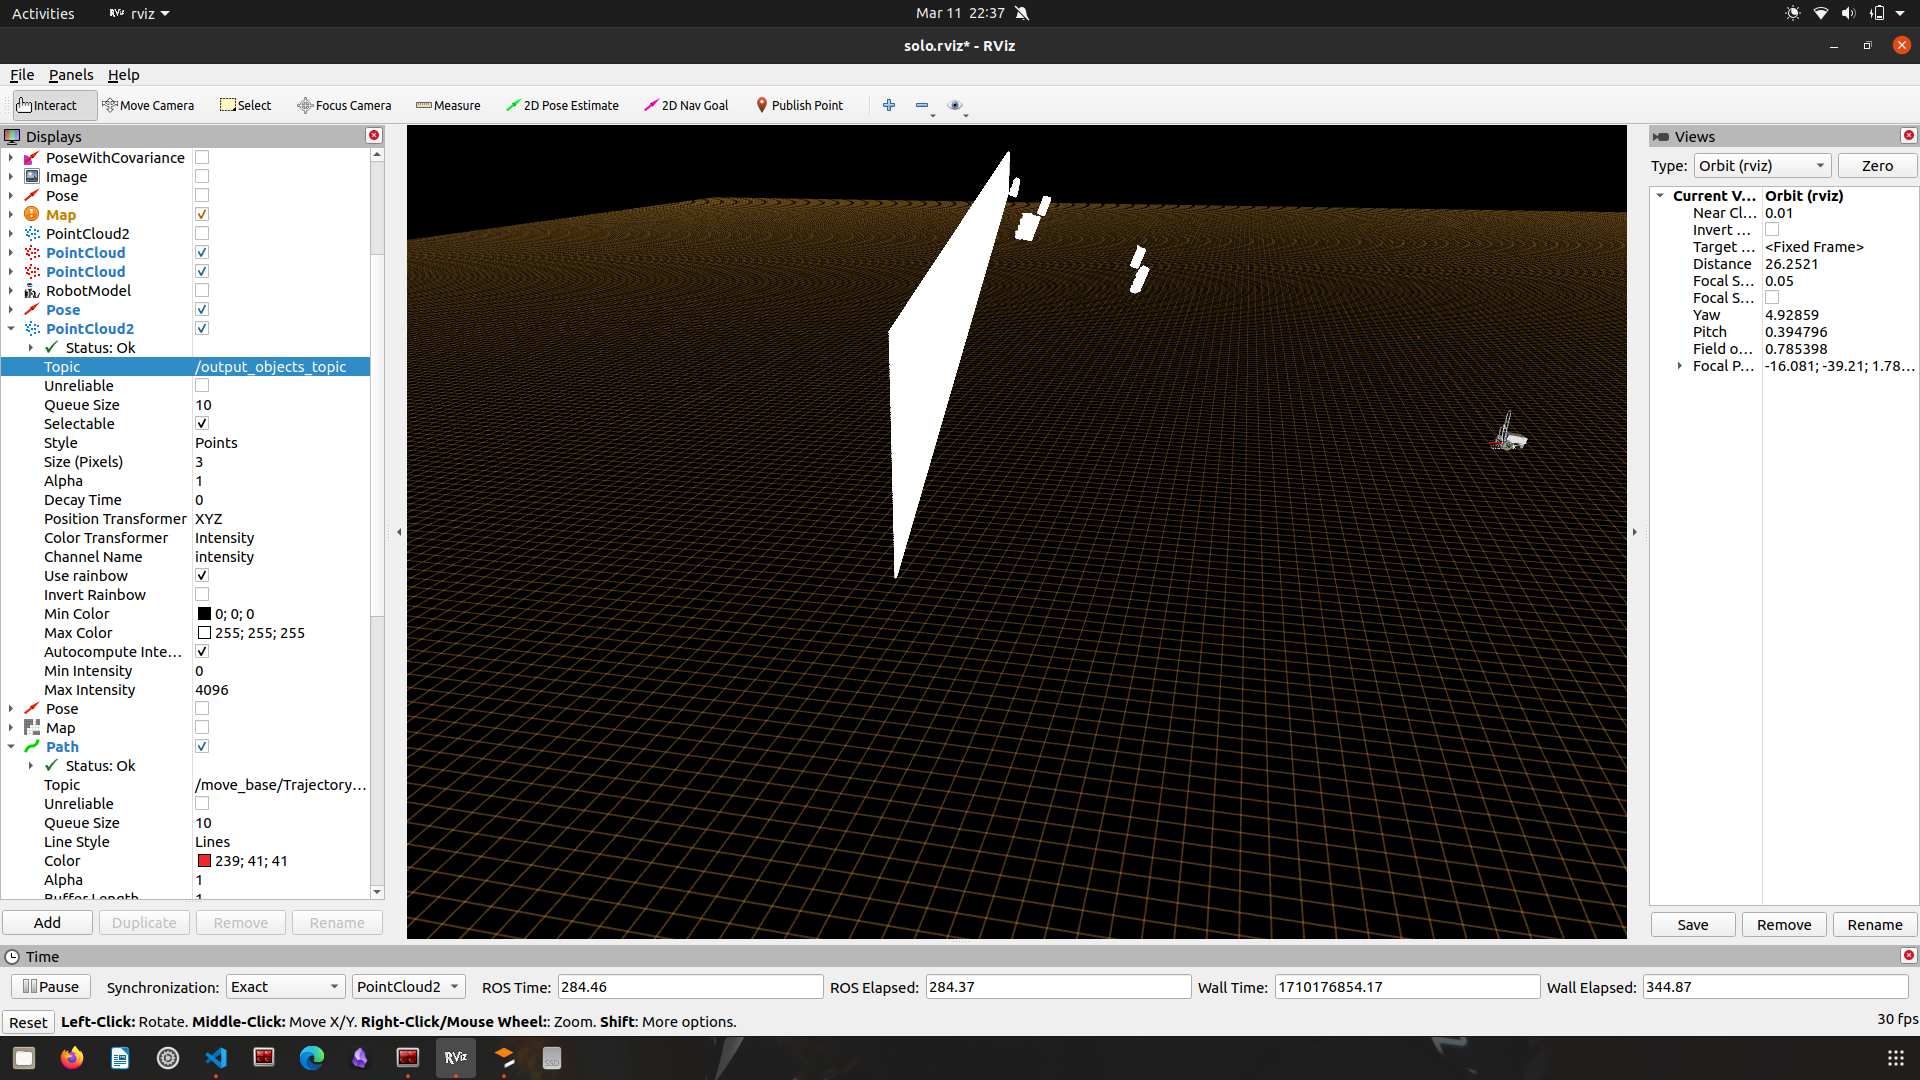 Activities
RViz rviz
Mar 11 22:37
solo.rviz* - RViz
File Panels Help
Interact Move Camera Select Focus Camera Measure 2D Pose Estimate 2D Nav Goal Publish Point
Displays
PoseWithCovariance
Image
Pose
Map
PointCloud2
PointCloud
PointCloud
RobotModel
Pose
PointCloud2
Status: Ok
Topic /output_objects_topic
Unreliable
Queue Size 10
Selectable
Style Points
Size (Pixels) 3
Alpha 1
Decay Time 0
Position Transformer XYZ
Color Transformer Intensity
Channel Name intensity
Use rainbow
Invert Rainbow
Min Color 0; 0; 0
Max Color 255; 255; 255
Autocompute Inte...
Min Intensity 0
Max Intensity 4096
Pose
Map
Path
Status: Ok
Topic /move_base/Trajectory...
Unreliable
Queue Size 10
Line Style Lines
Color 239; 41; 41
Alpha 1
Buffer Length 1
Add Duplicate Remove Rename
Views
Type: Orbit (rviz) Zero
Current V... Orbit (rviz)
Near Cl... 0.01
Invert ...
Target ... <Fixed Frame>
Distance 26.2521
Focal S... 0.05
Focal S...
Yaw 4.92859
Pitch 0.394796
Field o... 0.785398
Focal P... -16.081; -39.21; 1.78...
Save Remove Rename
Time
Pause Synchronization: Exact PointCloud2 ROS Time: 284.46 ROS Elapsed: 284.37 Wall Time: 1710176854.17 Wall Elapsed: 344.87
Reset Left-Click: Rotate. Middle-Click: Move X/Y. Right-Click/Mouse Wheel:: Zoom. Shift: More options.
30 fps
RViz
SSD